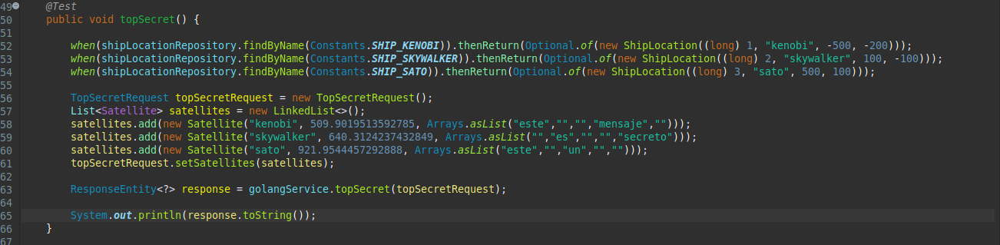 49 @Test
50 public void topSecret() {
51
52 when(shipLocationRepository.findByName(Constants.SHIP_KENOBI)).thenReturn(Optional.of(new ShipLocation((long) 1, "kenobi", -500, -200)));
53 when(shipLocationRepository.findByName(Constants.SHIP_SKYWALKER)).thenReturn(Optional.of(new ShipLocation((long) 2, "skywalker", 100, -100)));
54 when(shipLocationRepository.findByName(Constants.SHIP_SATO)).thenReturn(Optional.of(new ShipLocation((long) 3, "sato", 500, 100)));
55
56 TopSecretRequest topSecretRequest = new TopSecretRequest();
57 List<Satellite> satellites = new LinkedList<>();
58 satellites.add(new Satellite("kenobi", 509.9019513592785, Arrays.asList("este","","","mensaje","")));
59 satellites.add(new Satellite("skywalker", 640.3124237432849, Arrays.asList("","es","","","secreto")));
60 satellites.add(new Satellite("sato", 921.9544457292888, Arrays.asList("este","","un","","")));
61 topSecretRequest.setSatellites(satellites);
62
63 ResponseEntity<?> response = golangService.topSecret(topSecretRequest);
64
65 System.out.println(response.toString());
66 }
67